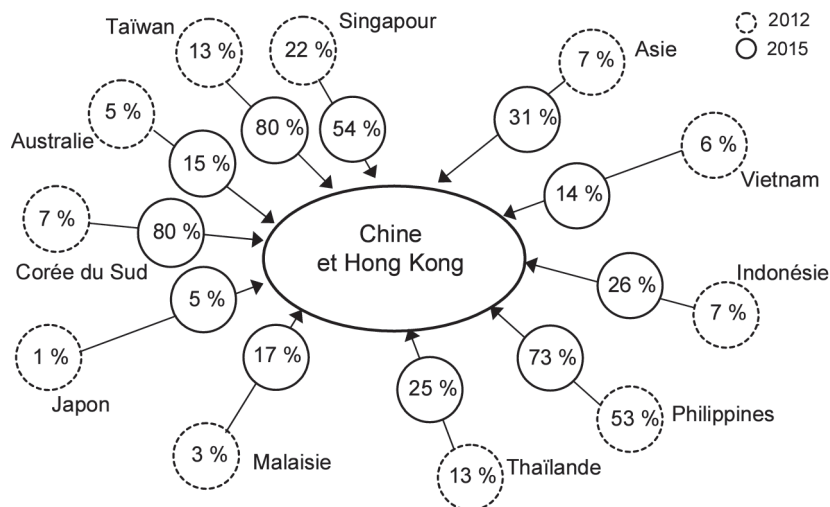 2012
2015
Taïwan
13 %
80 %
Singapour
22 %
54 %
Asie
7 %
31 %
Australie
5 %
15 %
Vietnam
6 %
14 %
Corée du Sud
7 %
80 %
Chine
et Hong Kong
Indonésie
7 %
26 %
Japon
1 %
5 %
Malaisie
3 %
17 %
Thaïlande
13 %
25 %
Philippines
53 %
73 %